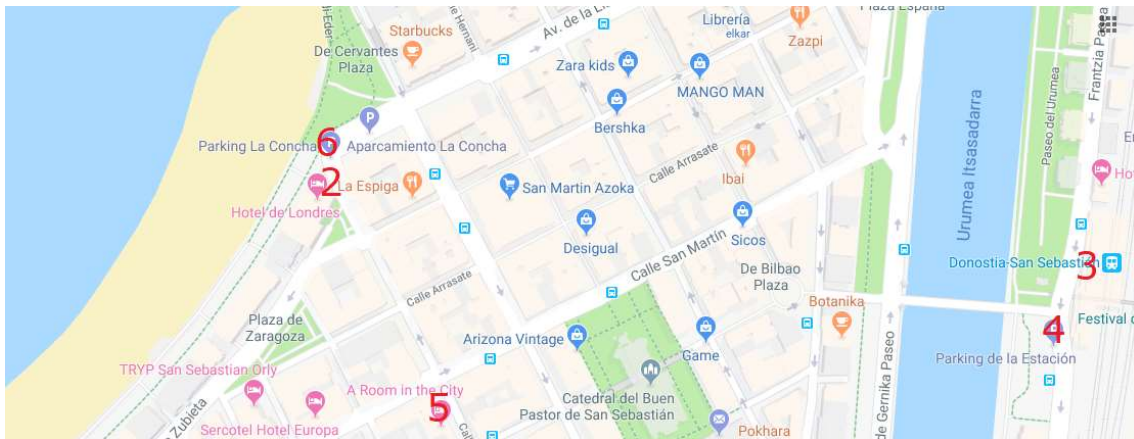 Plaza España
Librería
elkar
Starbucks
Av. de la
Zazpi
De Cervantes
Plaza
Zara kids
MANGO MAN
Bershka
Frantzia
Paseo del Urumea
Urumea Itsasadarra
6
P
Parking La Concha
Aparcamiento La Concha
Calle Arrasate
Ibai
2
La Espiga
San Martin Azoka
Hotel de Londres
Desigual
Sicos
Calle San Martín
3
Donostia-San Sebastián
De Bilbao
Plaza
Calle Arrasate
Botanika
Plaza de
Zaragoza
Arizona Vintage
Game
4
Festival
Parking de la Estación
TRYP San Sebastian Orly
A Room in the City
5
Catedral del Buen
Pastor de San Sebastián
Sercotel Hotel Europa
Zubieta
Pokhara
de Gernika Paseo